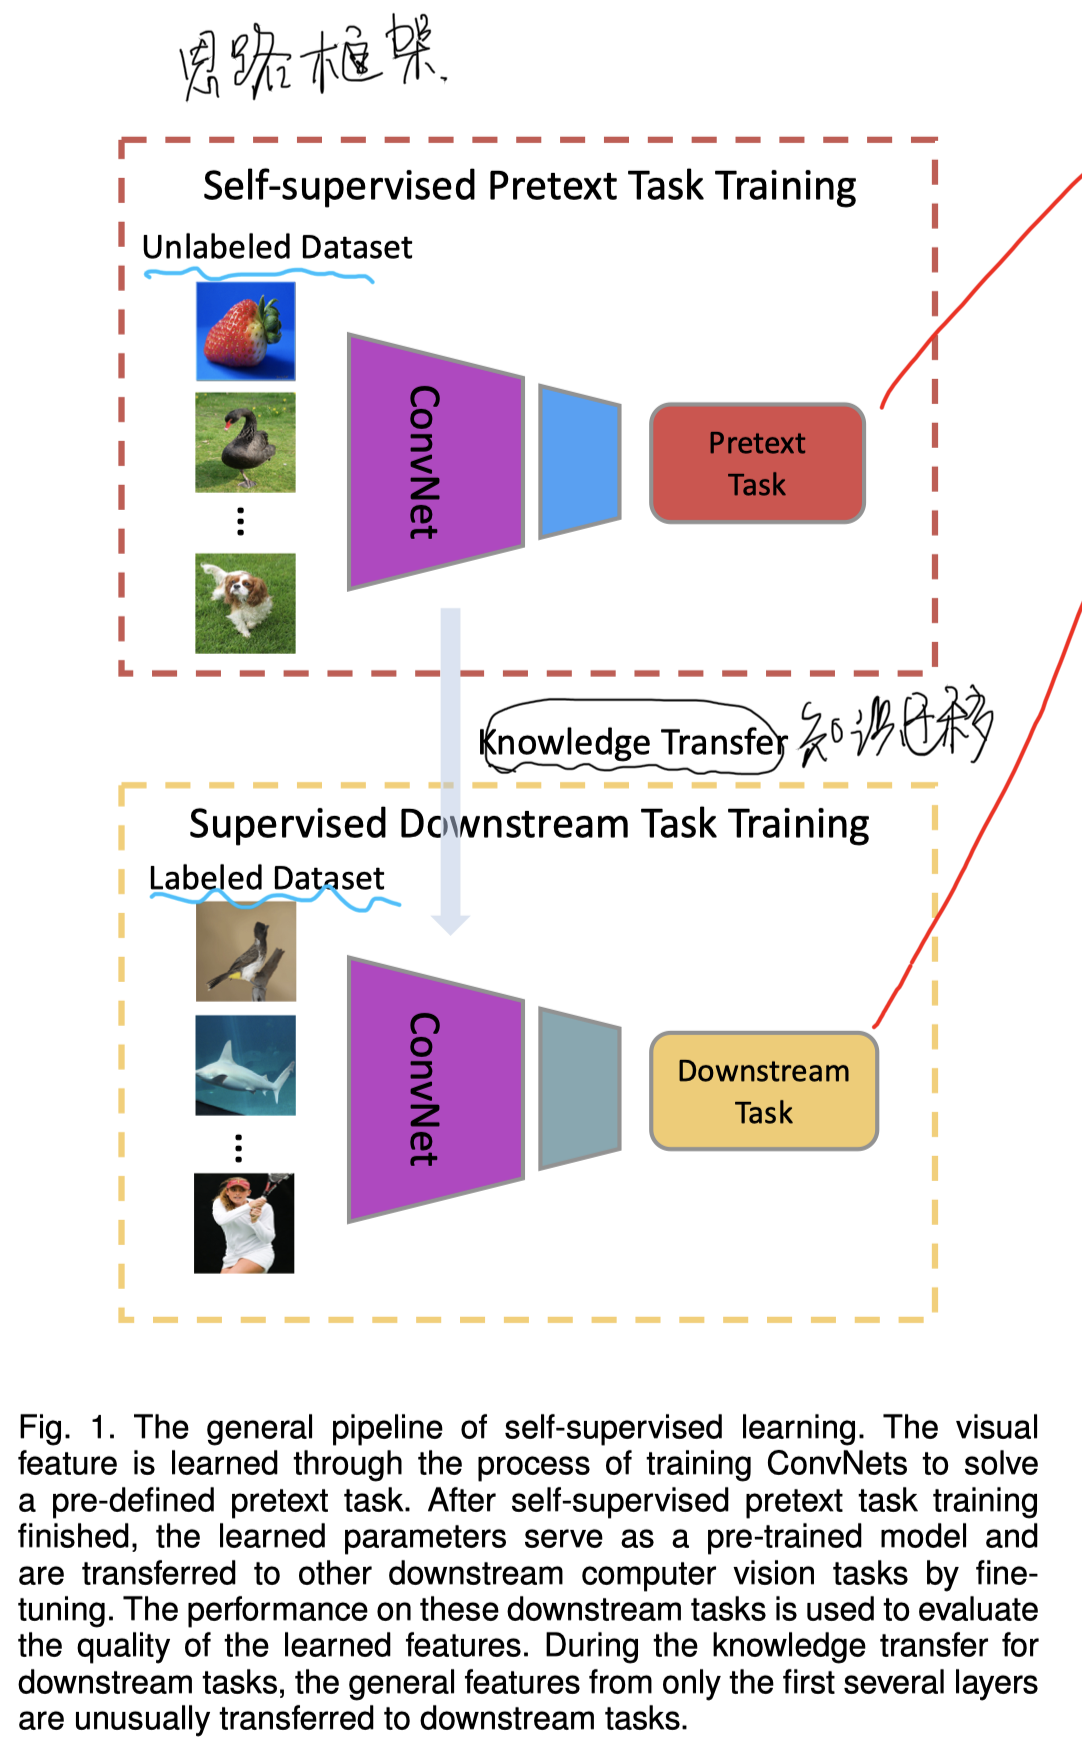 思路框架.
Self-supervised Pretext Task Training
Unlabeled Dataset
ConvNet
Pretext
Task
Knowledge Transfer 知识迁移
Supervised Downstream Task Training
Labeled Dataset
ConvNet
Downstream
Task
Fig. 1. The general pipeline of self-supervised learning. The visual
feature is learned through the process of training ConvNets to solve
a pre-defined pretext task. After self-supervised pretext task training
finished, the learned parameters serve as a pre-trained model and
are transferred to other downstream computer vision tasks by fine-
tuning. The performance on these downstream tasks is used to evaluate
the quality of the learned features. During the knowledge transfer for
downstream tasks, the general features from only the first several layers
are unusually transferred to downstream tasks.